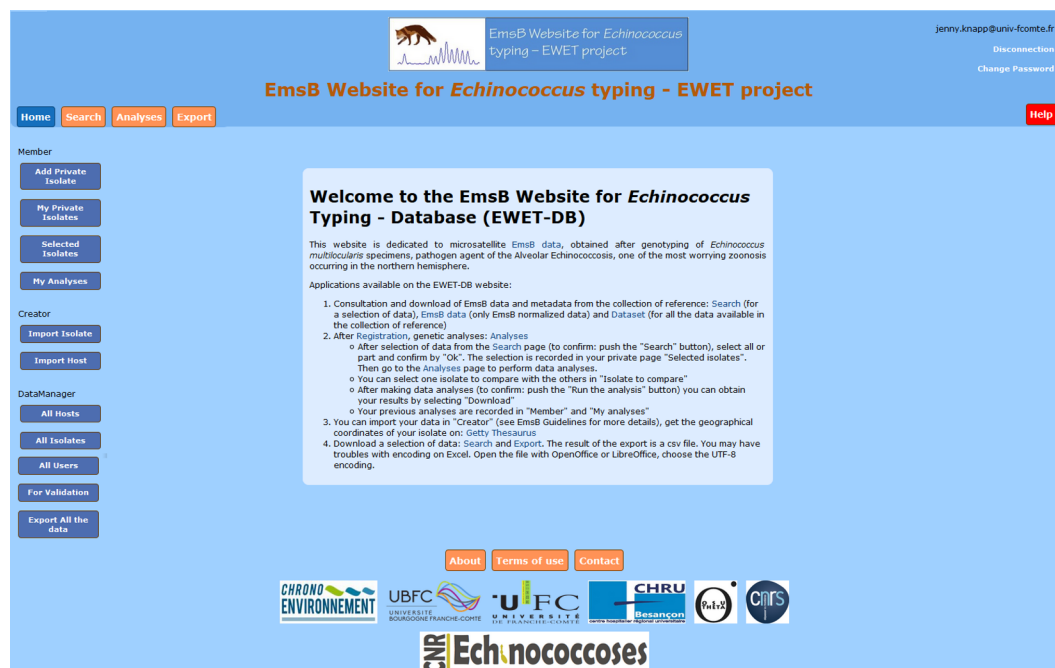 EmsB Website for Echinococcus
typing – EWET project
jenny.knapp@univ-fcomte.fr
Disconnection
Change Password
EmsB Website for Echinococcus typing - EWET project
Home Search Analyses Export
Help
Member
Add Private
Isolate
My Private
Isolates
Selected
Isolates
My Analyses
Creator
Import Isolate
Import Host
DataManager
All Hosts
All Isolates
All Users
For Validation
Export All the
data
Welcome to the EmsB Website for Echinococcus
Typing - Database (EWET-DB)
This website is dedicated to microsatellite EmsB data, obtained after genotyping of Echinococcus
multilocularis specimens, pathogen agent of the Alveolar Echinococcosis, one of the most worrying zoonosis
occurring in the northern hemisphere.
Applications available on the EWET-DB website:
1. Consultation and download of EmsB data and metadata from the collection of reference: Search (for
a selection of data), EmsB data (only EmsB normalized data) and Dataset (for all the data available in
the collection of reference)
2. After Registration, genetic analyses: Analyses
o After selection of data from the Search page (to confirm: push the "Search" button), select all or
part and confirm by "Ok". The selection is recorded in your private page "Selected isolates".
Then go to the Analyses page to perform data analyses.
o You can select one isolate to compare with the others in "Isolate to compare"
o After making data analyses (to confirm: push the "Run the analysis" button) you can obtain
your results by selecting "Download"
o Your previous analyses are recorded in "Member" and "My analyses"
3. You can import your data in "Creator" (see EmsB Guidelines for more details), get the geographical
coordinates of your isolate on: Getty Thesaurus
4. Download a selection of data: Search and Export. The result of the export is a csv file. You may have
troubles with encoding on Excel. Open the file with OpenOffice or LibreOffice, choose the UTF-8
encoding.
About Terms of use Contact
CHRONO
ENVIRONNEMENT
UBFC
UNIVERSITÉ
BOURGOGNE FRANCHE-COMTÉ
UFC
UNIVERSITÉ
DE FRANCHE-COMTÉ
CHRU
Besançon
centre hospitalier régional universitaire
O.S.U
THETA
cnrs
CNR Echinococcoses